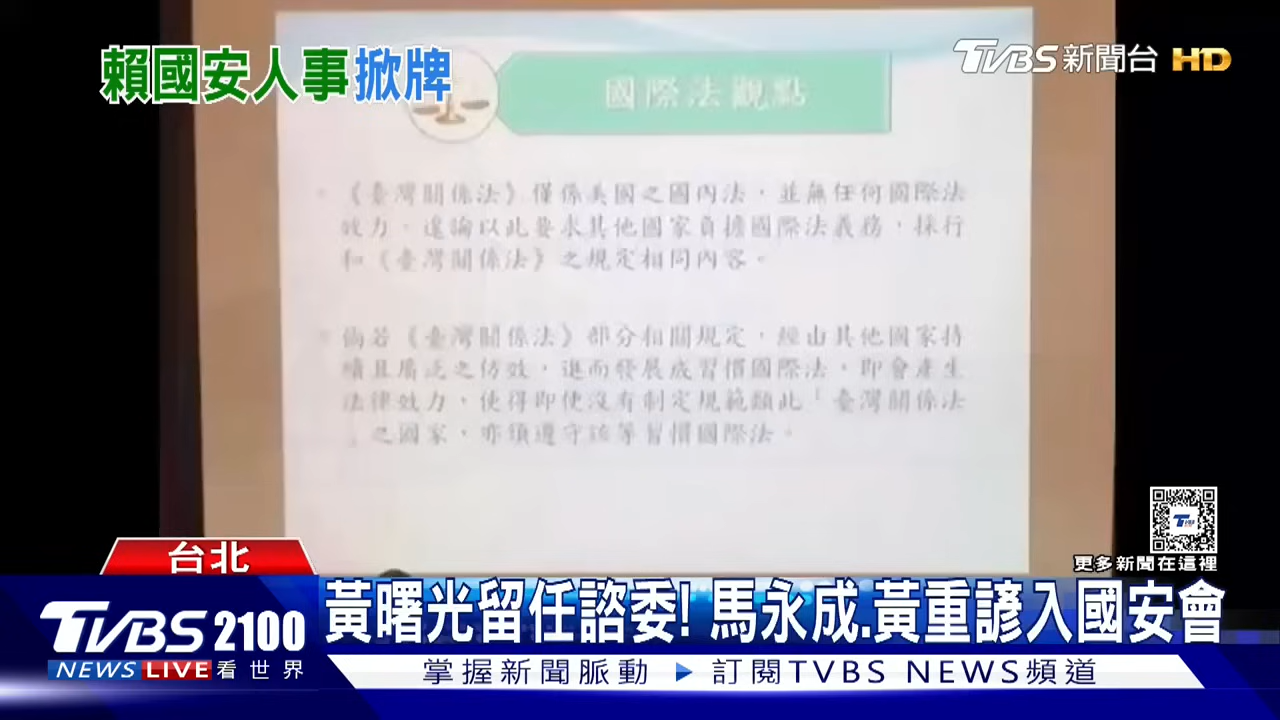 賴國安人事掀牌
TVBS新聞台 HD
國際法觀點
《臺灣關係法》僅係美國之國內法，並無任何國際法
效力，遑論以此要求其他國家負擔國際法義務，採行
和《臺灣關係法》之規定相同內容。
倘若《臺灣關係法》部分相關規定，經由其他國家持
續且廣泛之仿效，進而發展成習慣國際法，即會產生
法律效力，使得即使沒有制定規範類此「臺灣關係法
」之國家，亦須遵守該等習慣國際法。
更多新聞在這裡
台北
黃曙光留任諮委! 馬永成.黃重諺入國安會
TVBS 2100
NEWS LIVE 看世界
掌握新聞脈動 ▶ 訂閱TVBS NEWS頻道